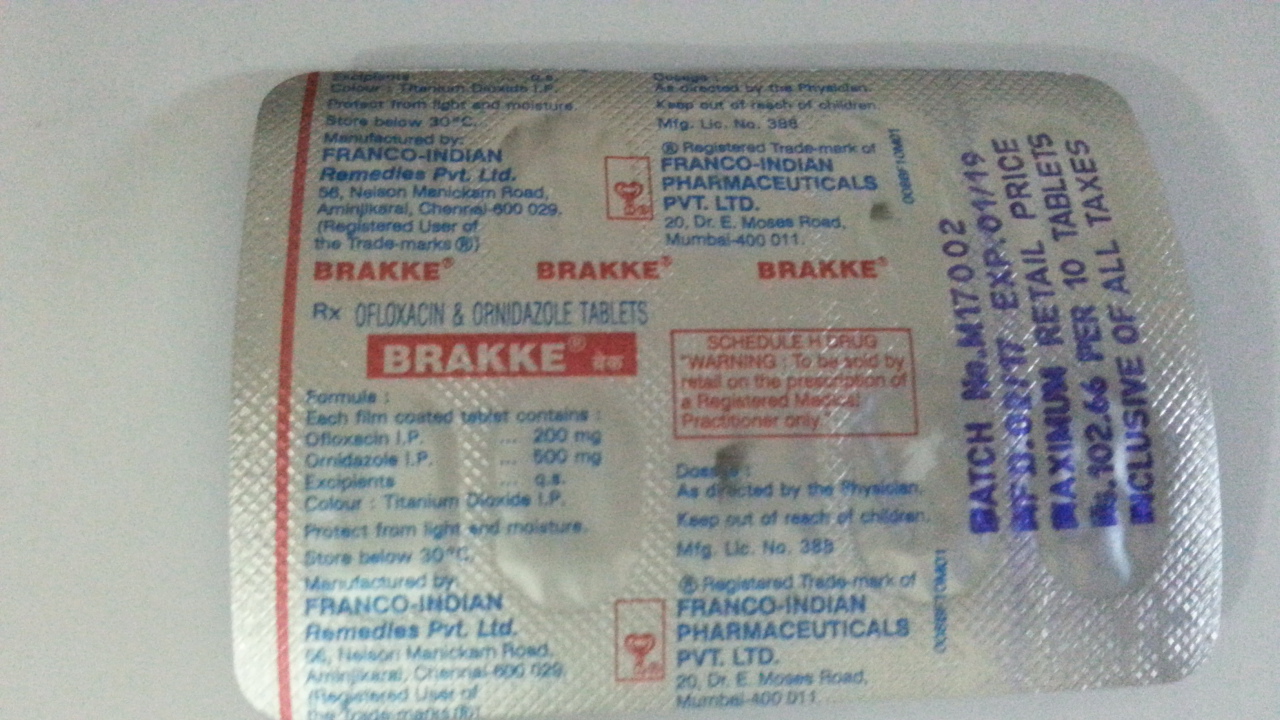 Excipients ... q.s.
Colour : Titanium Dioxide I.P.
Protect from light and moisture.
Store below 30°C.
Manufactured by:
FRANCO-INDIAN
Remedies Pvt. Ltd.
56, Nelson Manickam Road,
Aminjikarai, Chennai-600 029.
(Registered User of
the Trade-marks ®)
Dosage :
As directed by the Physician.
Keep out of reach of children.
Mfg. Lic. No. 388
® Registered Trade-mark of
FRANCO-INDIAN
PHARMACEUTICALS
PVT. LTD.
20, Dr. E. Moses Road,
Mumbai-400 011.
BRAKKE® BRAKKE® BRAKKE®
Rx OFLOXACIN & ORNIDAZOLE TABLETS
BRAKKE® ब्रेक
Formula :
Each film coated tablet contains :
Ofloxacin I.P. ... 200 mg
Ornidazole I.P. ... 500 mg
Excipients ... q.s.
Colour : Titanium Dioxide I.P.
Protect from light and moisture.
Store below 30°C.
Manufactured by:
FRANCO-INDIAN
Remedies Pvt. Ltd.
56, Nelson Manickam Road,
Aminjikarai, Chennai-600 029.
(Registered User of
the Trade-marks ®)
SCHEDULE H DRUG
"WARNING : To be sold by
retail on the prescription of
a Registered Medical
Practitioner only."
Dosage :
As directed by the Physician.
Keep out of reach of children.
Mfg. Lic. No. 388
® Registered Trade-mark of
FRANCO-INDIAN
PHARMACEUTICALS
PVT. LTD.
20, Dr. E. Moses Road,
Mumbai-400 011.
BATCH No.M17002
MFD.02/17 EXP.01/19
MAXIMUM RETAIL PRICE
Rs.102.66 PER 10 TABLETS
INCLUSIVE OF ALL TAXES